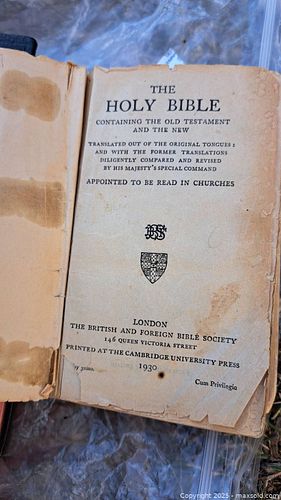 THE
HOLY BIBLE
CONTAINING THE OLD TESTAMENT
AND THE NEW
TRANSLATED OUT OF THE ORIGINAL TONGUES :
AND WITH THE FORMER TRANSLATIONS
DILIGENTLY COMPARED AND REVISED
BY HIS MAJESTY'S SPECIAL COMMAND
APPOINTED TO BE READ IN CHURCHES
LONDON
THE BRITISH AND FOREIGN BIBLE SOCIETY
146 QUEEN VICTORIA STREET
PRINTED AT THE CAMBRIDGE UNIVERSITY PRESS
1930
Cum Privilegio
Copyright © 2025 - maxsold.com